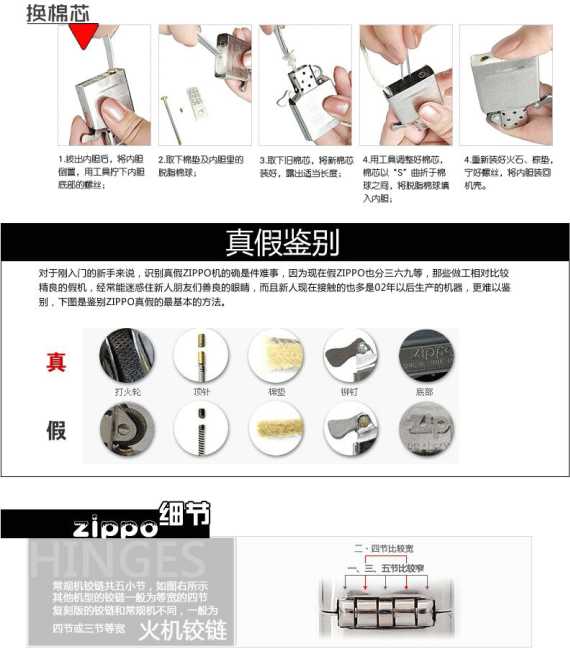 换棉芯
1.拔出内胆后，将内胆
倒置，用工具拧下内胆
底部的螺丝；
2.取下棉垫及内胆里的
脱脂棉球；
3.取下旧棉芯，将新棉芯
装好，露出适当长度；
4.用工具调整好棉芯，
棉芯以“S”曲折于棉
球之间，将脱脂棉球填
入内胆；
4.重新装好火石、棕垫，
宁好螺丝，将内胆装回
机壳。
真假鉴别
对于刚入门的新手来说，识别真假ZIPPO机的确是件难事，因为现在假ZIPPO也分三六九等，那些做工相对比较
精良的假机，经常能迷惑住新人朋友们善良的眼睛，而且新人现在接触的也多是02年以后生产的机器，更难以鉴
别，下图是鉴别ZIPPO真假的最基本的方法。
真
zippo
打火轮
顶针
棉垫
铆钉
底部
假
Zip
zippo细节
HINGES
常规机铰链共五小节，如图右所示
其他机型的铰链一般为等宽的四节
复刻版的铰链和常规机不同，一般为
四节或三节等宽
火机铰链
二、四节比较宽
一、三、五节比较窄